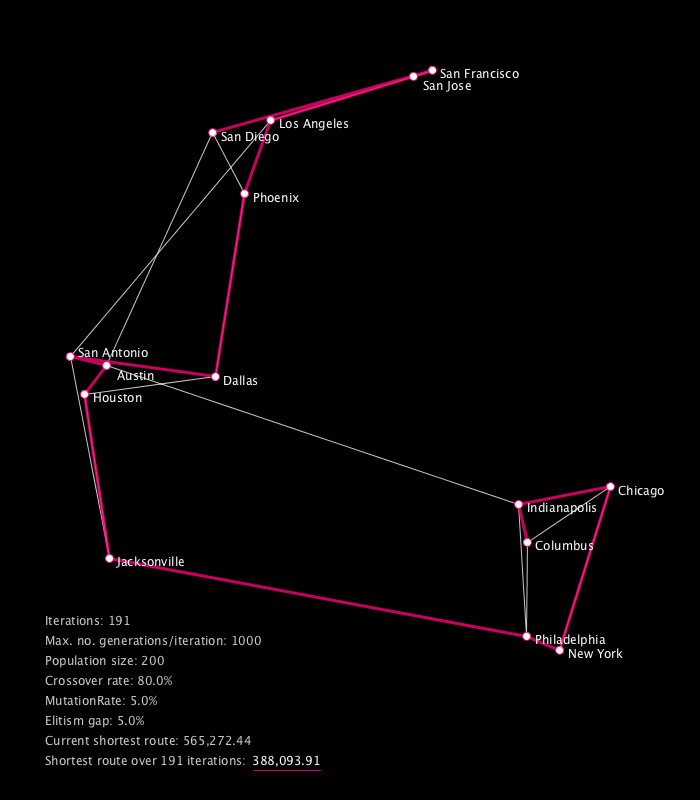 San Francisco
San Jose
Los Angeles
San Diego
Phoenix
San Antonio
Austin
Dallas
Houston
Chicago
Indianapolis
Columbus
Jacksonville
Philadelphia
New York
Iterations: 191
Max. no. generations/iteration: 1000
Population size: 200
Crossover rate: 80.0%
MutationRate: 5.0%
Elitism gap: 5.0%
Current shortest route: 565,272.44
Shortest route over 191 iterations: 388,093.91